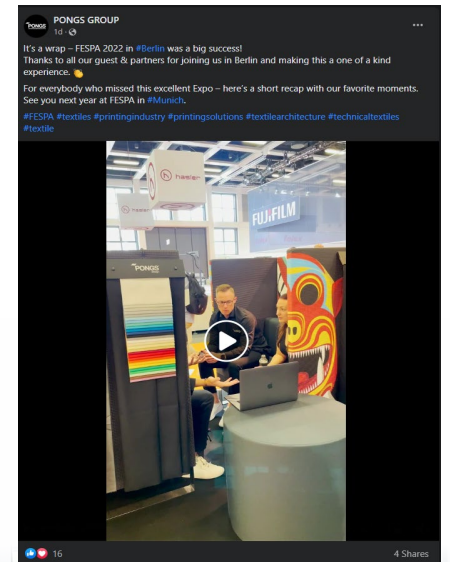 PONGS
PONGS GROUP
1d
It's a wrap – FESPA 2022 in #Berlin was a big success!
Thanks to all our guest & partners for joining us in Berlin and making this a one of a kind
experience.
For everybody who missed this excellent Expo – here's a short recap with our favorite moments.
See you next year at FESPA in #Munich.
#FESPA #textiles #printingindustry #printingsolutions #textilearchitecture #technicaltextiles
#textile
hasler
FUJIFILM
PONGS
16
4 Shares